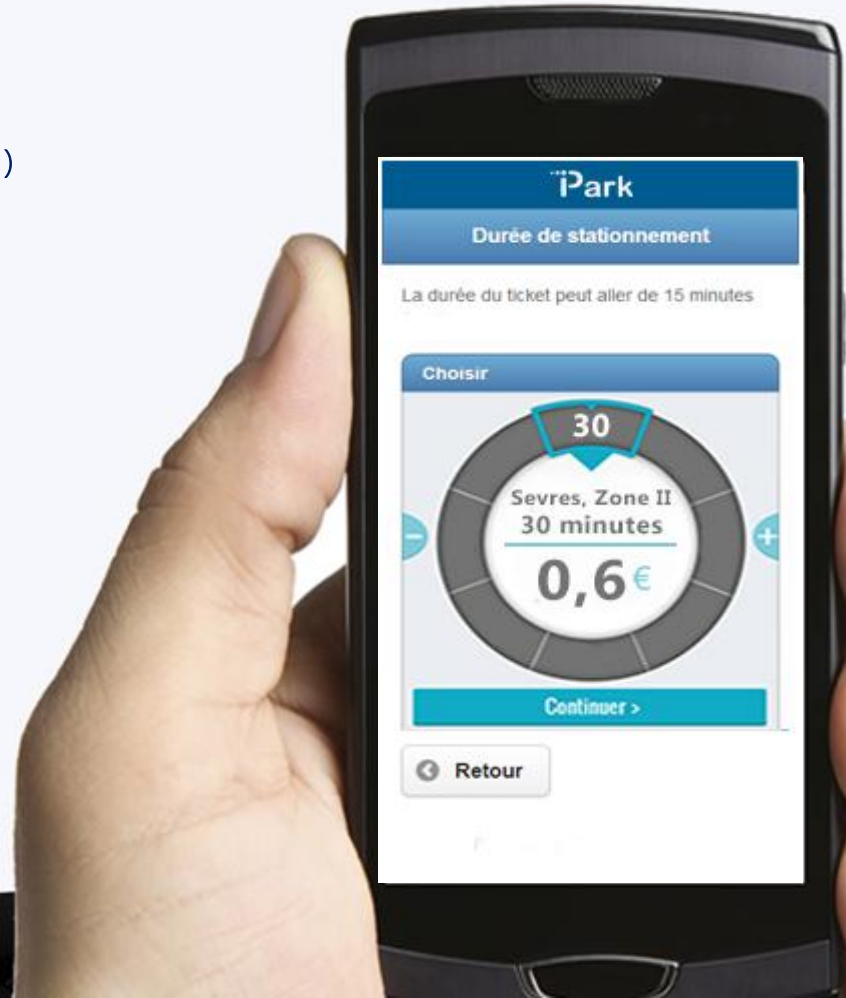 )
iPark
Durée de stationnement
La durée du ticket peut aller de 15 minutes
Choisir
30
Sevres, Zone II
30 minutes
0,6 €
- +
Continuer >
Retour